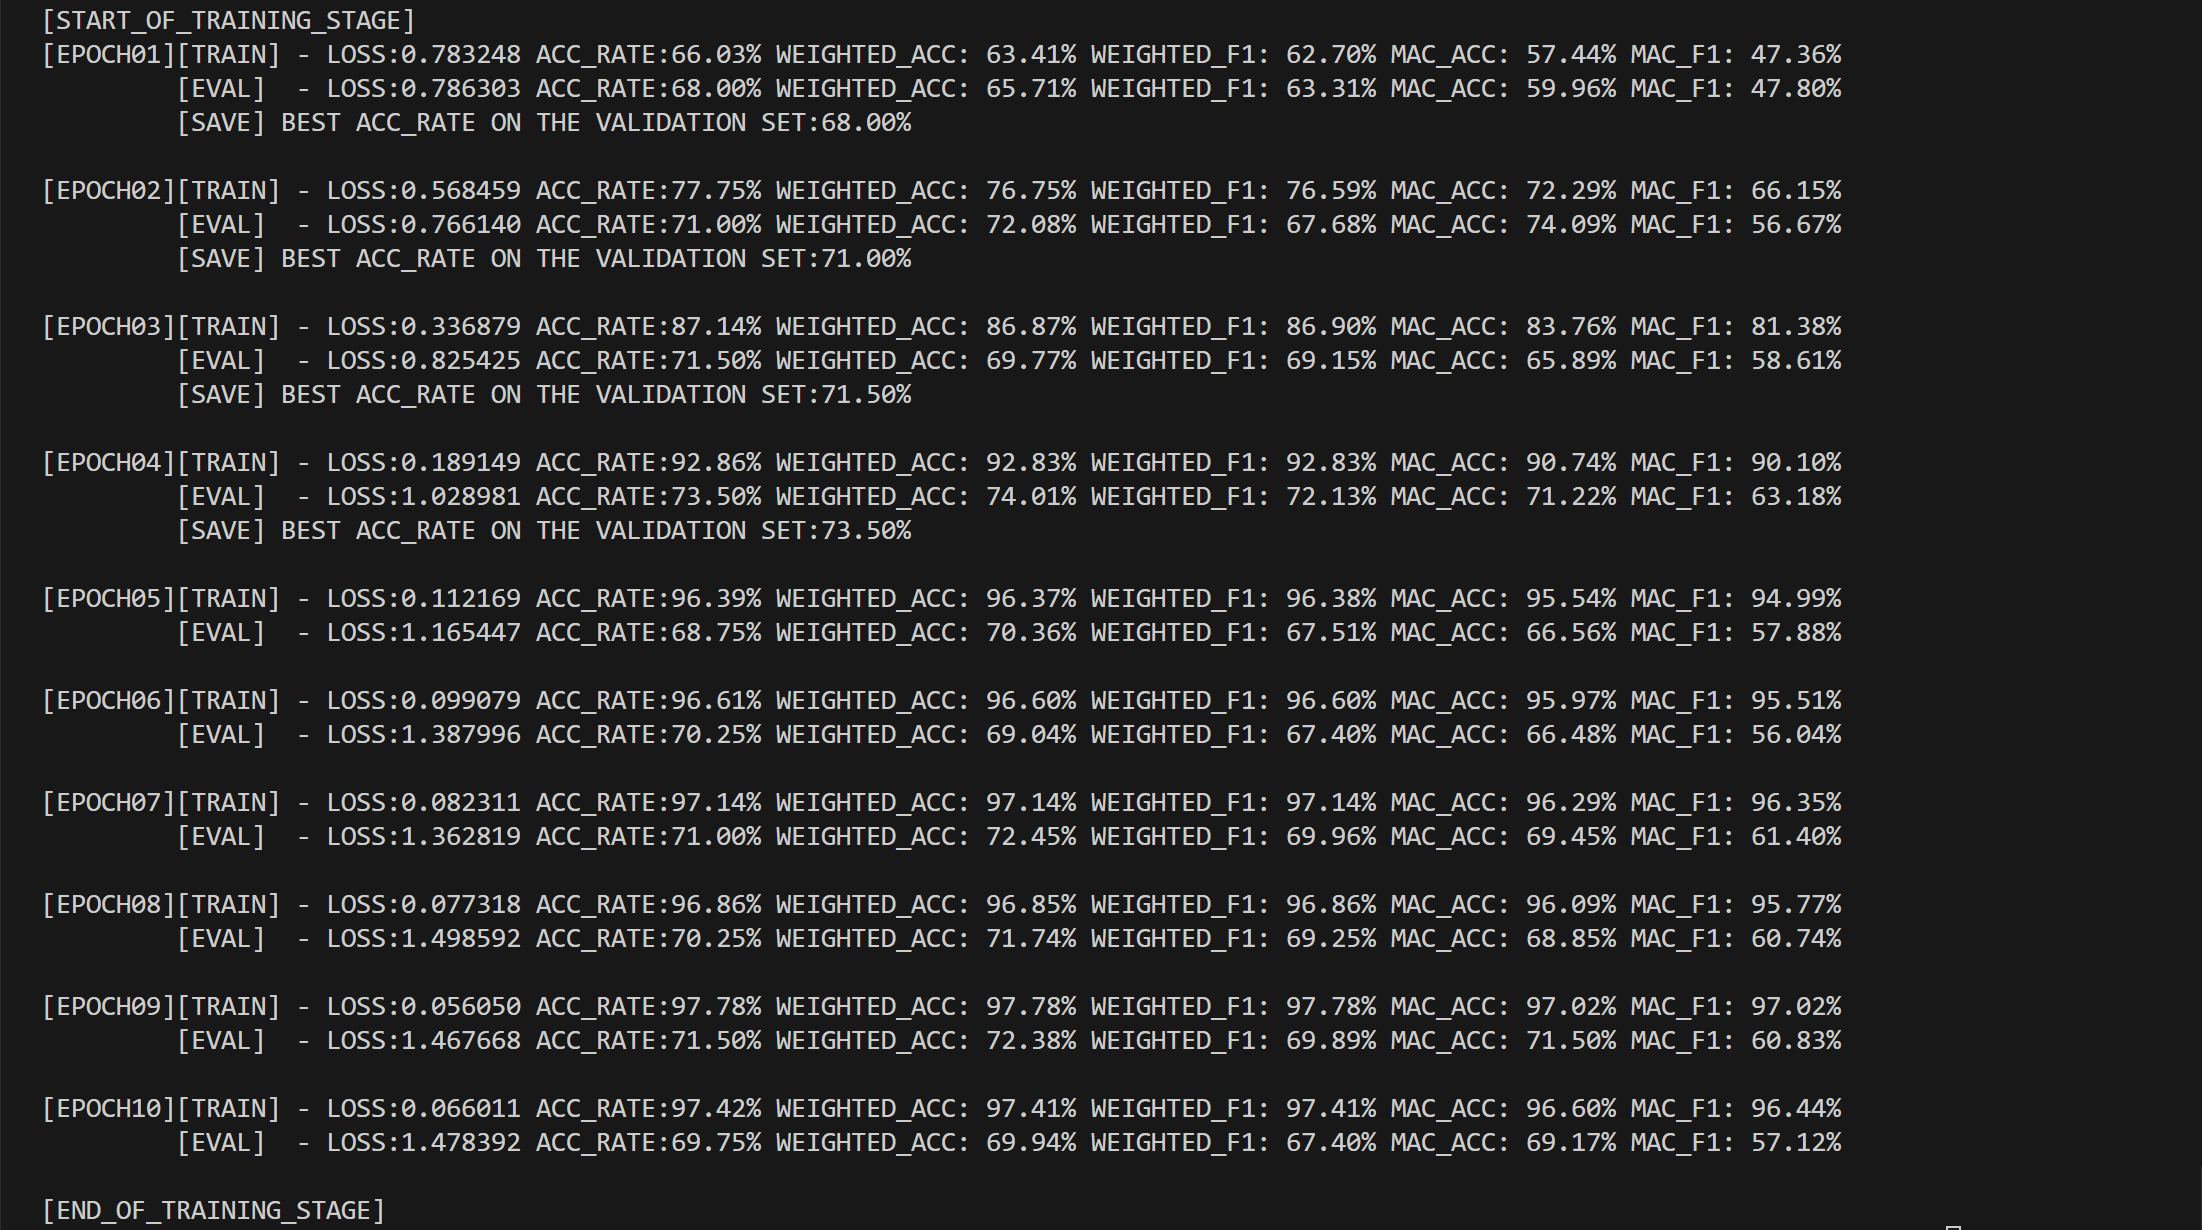 [START_OF_TRAINING_STAGE]
[EPOCH01][TRAIN] - LOSS:0.783248 ACC_RATE:66.03% WEIGHTED_ACC: 63.41% WEIGHTED_F1: 62.70% MAC_ACC: 57.44% MAC_F1: 47.36%
[EVAL]  - LOSS:0.786303 ACC_RATE:68.00% WEIGHTED_ACC: 65.71% WEIGHTED_F1: 63.31% MAC_ACC: 59.96% MAC_F1: 47.80%
[SAVE] BEST ACC_RATE ON THE VALIDATION SET:68.00%
[EPOCH02][TRAIN] - LOSS:0.568459 ACC_RATE:77.75% WEIGHTED_ACC: 76.75% WEIGHTED_F1: 76.59% MAC_ACC: 72.29% MAC_F1: 66.15%
[EVAL]  - LOSS:0.766140 ACC_RATE:71.00% WEIGHTED_ACC: 72.08% WEIGHTED_F1: 67.68% MAC_ACC: 74.09% MAC_F1: 56.67%
[SAVE] BEST ACC_RATE ON THE VALIDATION SET:71.00%
[EPOCH03][TRAIN] - LOSS:0.336879 ACC_RATE:87.14% WEIGHTED_ACC: 86.87% WEIGHTED_F1: 86.90% MAC_ACC: 83.76% MAC_F1: 81.38%
[EVAL]  - LOSS:0.825425 ACC_RATE:71.50% WEIGHTED_ACC: 69.77% WEIGHTED_F1: 69.15% MAC_ACC: 65.89% MAC_F1: 58.61%
[SAVE] BEST ACC_RATE ON THE VALIDATION SET:71.50%
[EPOCH04][TRAIN] - LOSS:0.189149 ACC_RATE:92.86% WEIGHTED_ACC: 92.83% WEIGHTED_F1: 92.83% MAC_ACC: 90.74% MAC_F1: 90.10%
[EVAL]  - LOSS:1.028981 ACC_RATE:73.50% WEIGHTED_ACC: 74.01% WEIGHTED_F1: 72.13% MAC_ACC: 71.22% MAC_F1: 63.18%
[SAVE] BEST ACC_RATE ON THE VALIDATION SET:73.50%
[EPOCH05][TRAIN] - LOSS:0.112169 ACC_RATE:96.39% WEIGHTED_ACC: 96.37% WEIGHTED_F1: 96.38% MAC_ACC: 95.54% MAC_F1: 94.99%
[EVAL]  - LOSS:1.165447 ACC_RATE:68.75% WEIGHTED_ACC: 70.36% WEIGHTED_F1: 67.51% MAC_ACC: 66.56% MAC_F1: 57.88%
[EPOCH06][TRAIN] - LOSS:0.099079 ACC_RATE:96.61% WEIGHTED_ACC: 96.60% WEIGHTED_F1: 96.60% MAC_ACC: 95.97% MAC_F1: 95.51%
[EVAL]  - LOSS:1.387996 ACC_RATE:70.25% WEIGHTED_ACC: 69.04% WEIGHTED_F1: 67.40% MAC_ACC: 66.48% MAC_F1: 56.04%
[EPOCH07][TRAIN] - LOSS:0.082311 ACC_RATE:97.14% WEIGHTED_ACC: 97.14% WEIGHTED_F1: 97.14% MAC_ACC: 96.29% MAC_F1: 96.35%
[EVAL]  - LOSS:1.362819 ACC_RATE:71.00% WEIGHTED_ACC: 72.45% WEIGHTED_F1: 69.96% MAC_ACC: 69.45% MAC_F1: 61.40%
[EPOCH08][TRAIN] - LOSS:0.077318 ACC_RATE:96.86% WEIGHTED_ACC: 96.85% WEIGHTED_F1: 96.86% MAC_ACC: 96.09% MAC_F1: 95.77%
[EVAL]  - LOSS:1.498592 ACC_RATE:70.25% WEIGHTED_ACC: 71.74% WEIGHTED_F1: 69.25% MAC_ACC: 68.85% MAC_F1: 60.74%
[EPOCH09][TRAIN] - LOSS:0.056050 ACC_RATE:97.78% WEIGHTED_ACC: 97.78% WEIGHTED_F1: 97.78% MAC_ACC: 97.02% MAC_F1: 97.02%
[EVAL]  - LOSS:1.467668 ACC_RATE:71.50% WEIGHTED_ACC: 72.38% WEIGHTED_F1: 69.89% MAC_ACC: 71.50% MAC_F1: 60.83%
[EPOCH10][TRAIN] - LOSS:0.066011 ACC_RATE:97.42% WEIGHTED_ACC: 97.41% WEIGHTED_F1: 97.41% MAC_ACC: 96.60% MAC_F1: 96.44%
[EVAL]  - LOSS:1.478392 ACC_RATE:69.75% WEIGHTED_ACC: 69.94% WEIGHTED_F1: 67.40% MAC_ACC: 69.17% MAC_F1: 57.12%
[END_OF_TRAINING_STAGE]